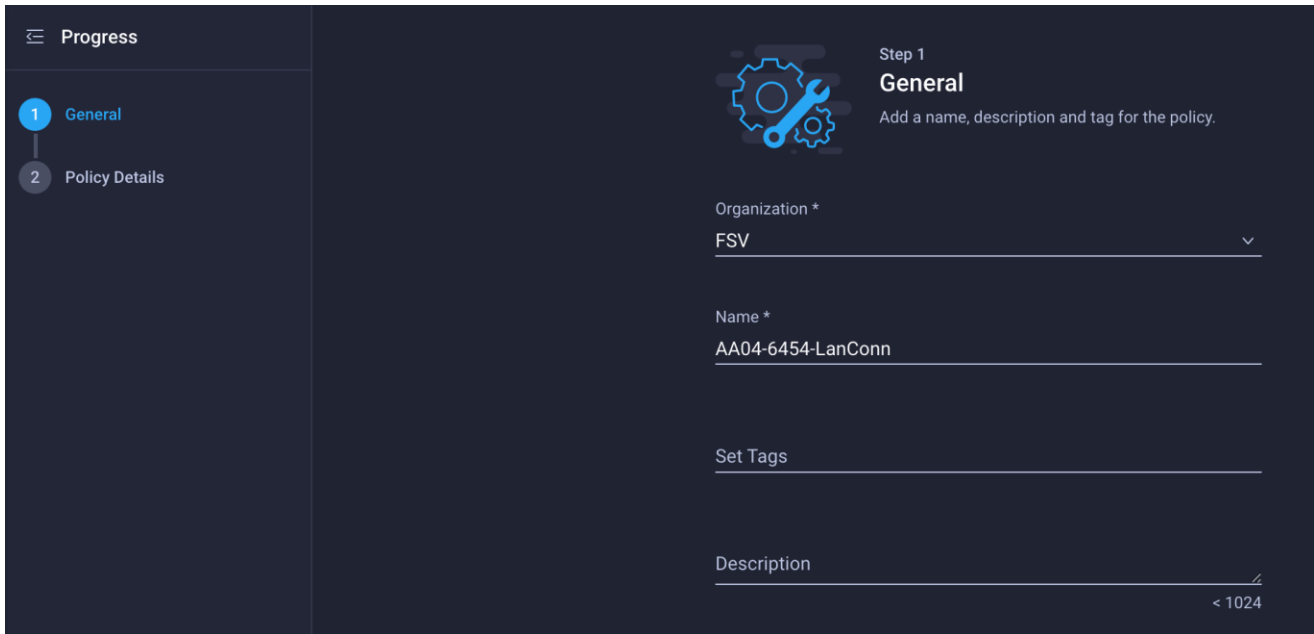 Progress
1 General
2 Policy Details
Step 1
General
Add a name, description and tag for the policy.
Organization *
FSV
Name *
AA04-6454-LanConn
Set Tags
Description
< 1024